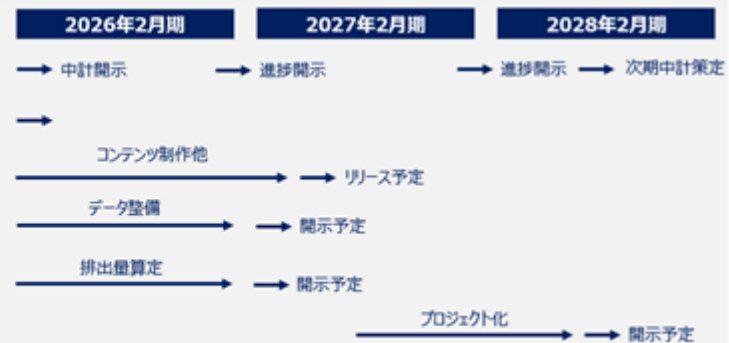 2026年2月期 2027年2月期 2028年2月期
中計開示 進捗開示 進捗開示 次期中計策定
コンテンツ制作他
リリース予定
データ整備
開示予定
排出量算定
開示予定
プロジェクト化
開示予定